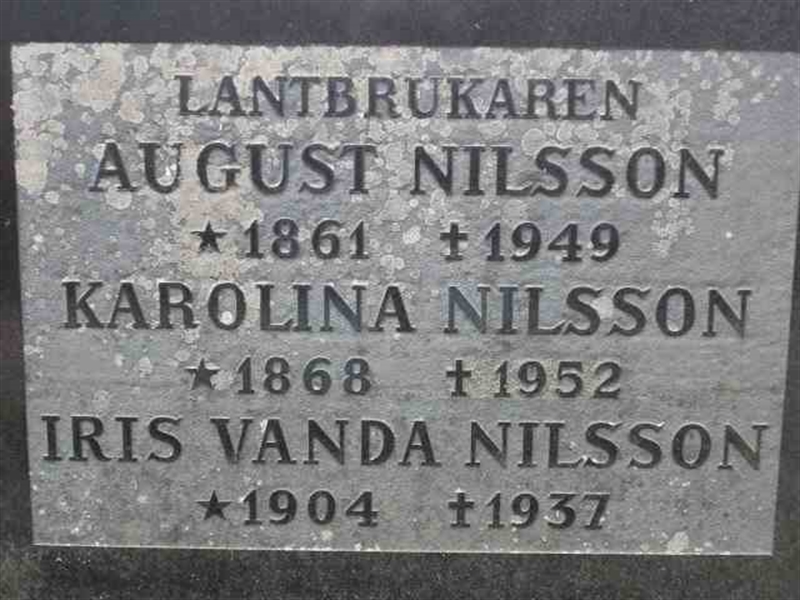 LANTBRUKAREN
AUGUST NILSSON
★1861 †1949
KAROLINA NILSSON
★1868 †1952
IRIS VANDA NILSSON
★1904 †1937